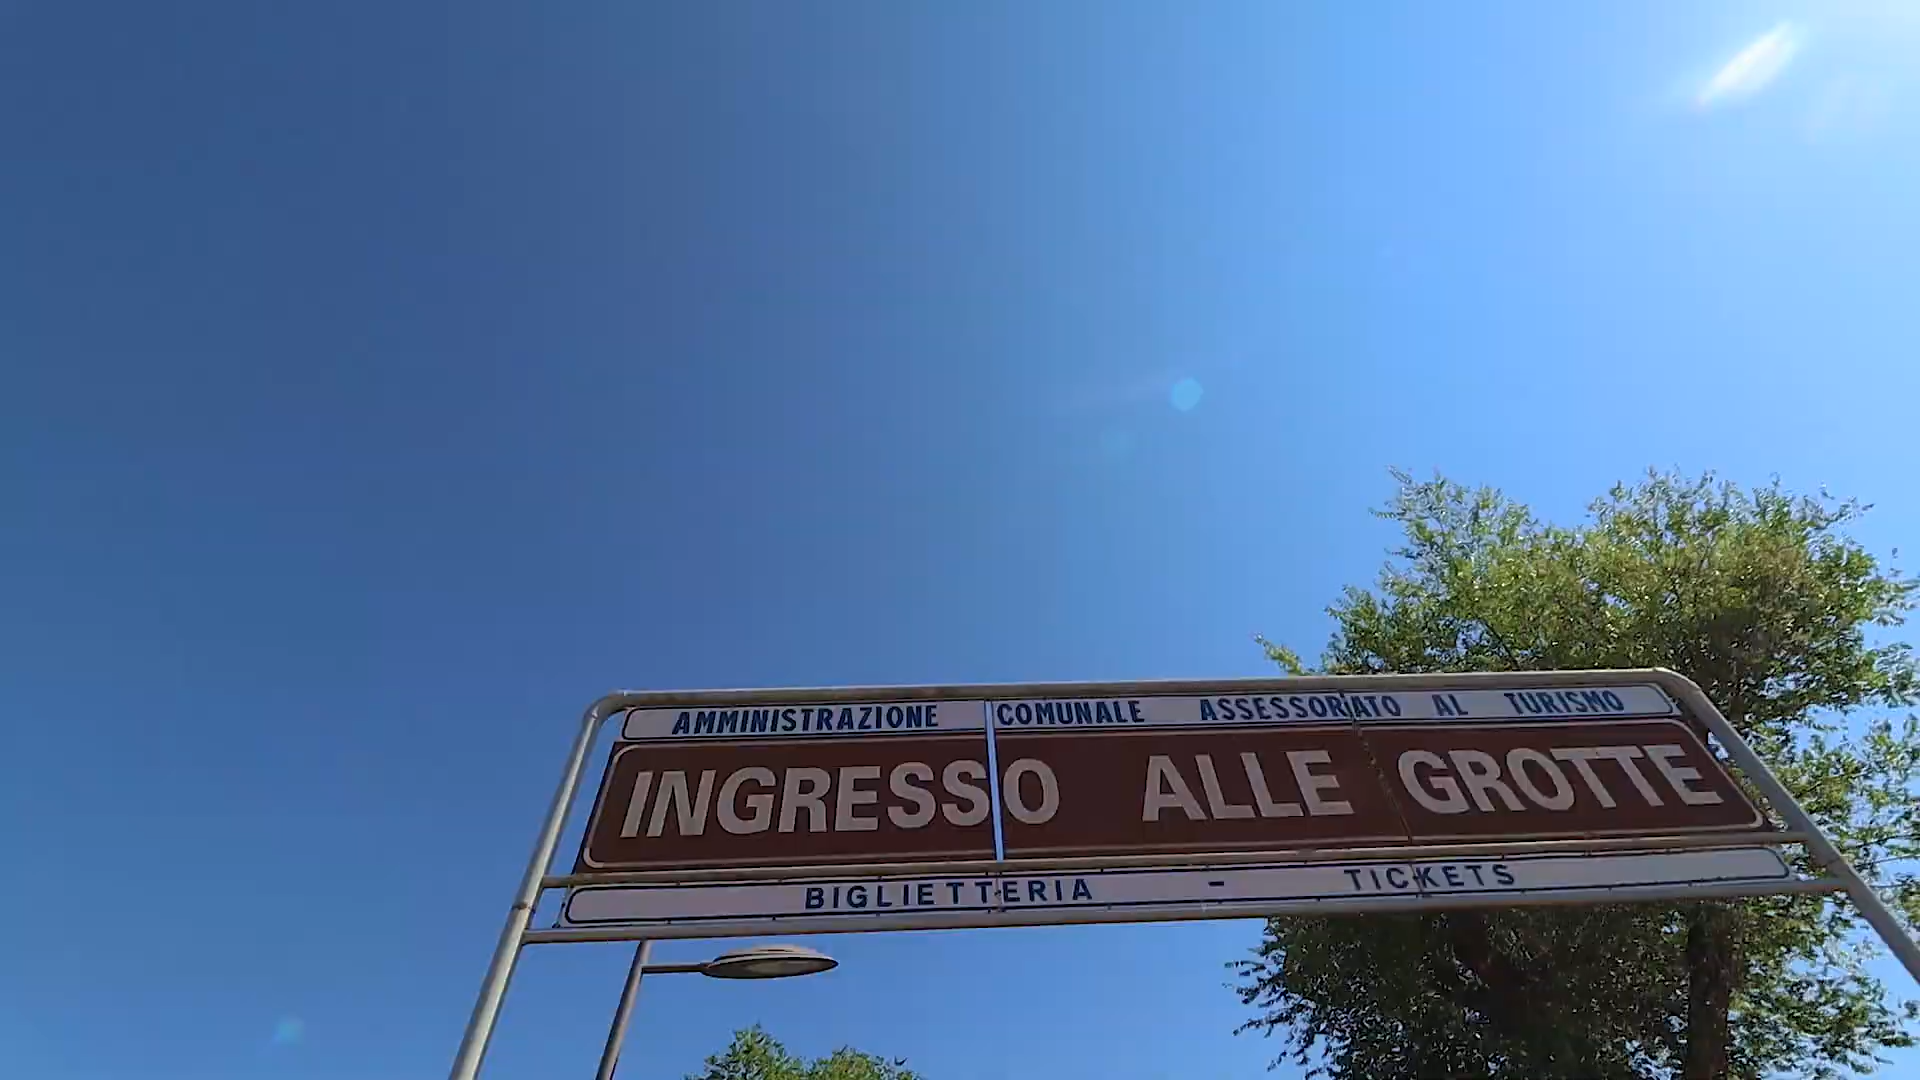 AMMINISTRAZIONE COMUNALE ASSESSORATO AL TURISMO
INGRESSO ALLE GROTTE
BIGLIETTERIA - TICKETS